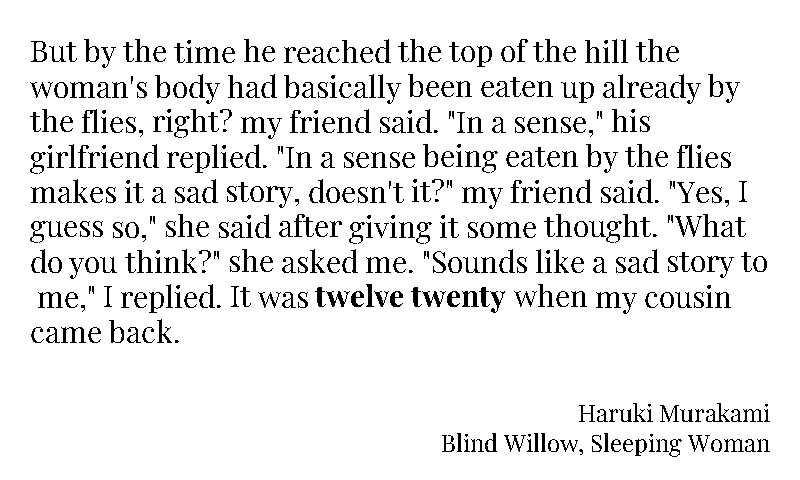 But by the time he reached the top of the hill the
woman's body had basically been eaten up already by
the flies, right? my friend said. "In a sense," his
girlfriend replied. "In a sense being eaten by the flies
makes it a sad story, doesn't it?" my friend said. "Yes, I
guess so," she said after giving it some thought. "What
do you think?" she asked me. "Sounds like a sad story to
me," I replied. It was twelve twenty when my cousin
came back.
Haruki Murakami
Blind Willow, Sleeping Woman